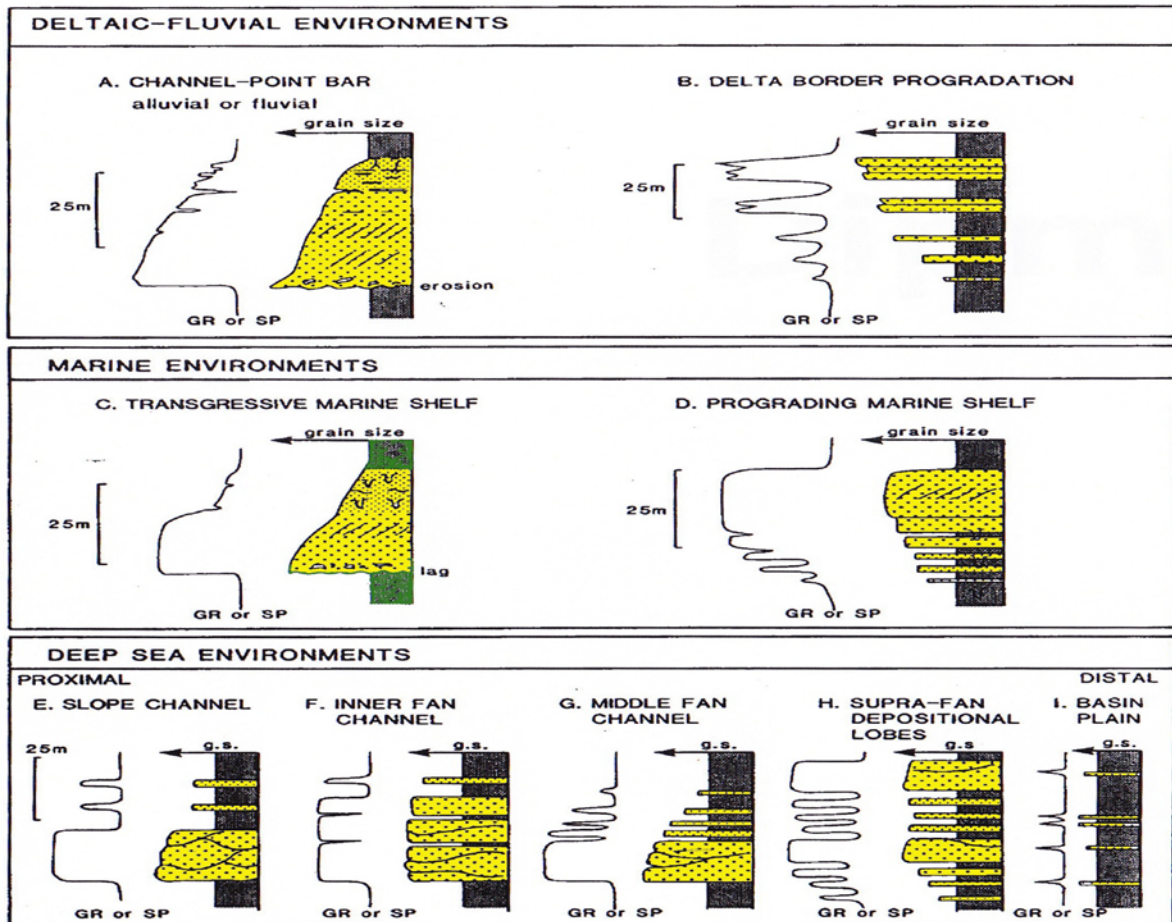 DELTAIC-FLUVIAL ENVIRONMENTS
A. CHANNEL-POINT BAR
alluvial or fluvial
grain size
25m
erosion
GR or SP
B. DELTA BORDER PROGRADATION
grain size
25m
GR or SP
MARINE ENVIRONMENTS
C. TRANSGRESSIVE MARINE SHELF
grain size
25m
lag
GR or SP
D. PROGRADING MARINE SHELF
grain size
25m
GR or SP
DEEP SEA ENVIRONMENTS
PROXIMAL
DISTAL
E. SLOPE CHANNEL
25m
g.s.
GR or SP
F. INNER FAN
CHANNEL
g.s.
GR or SP
G. MIDDLE FAN
CHANNEL
g.s.
GR or SP
H. SUPRA-FAN
DEPOSITIONAL
LOBES
g.s
GR or SP
I. BASIN
PLAIN
g.s.
GR or SP